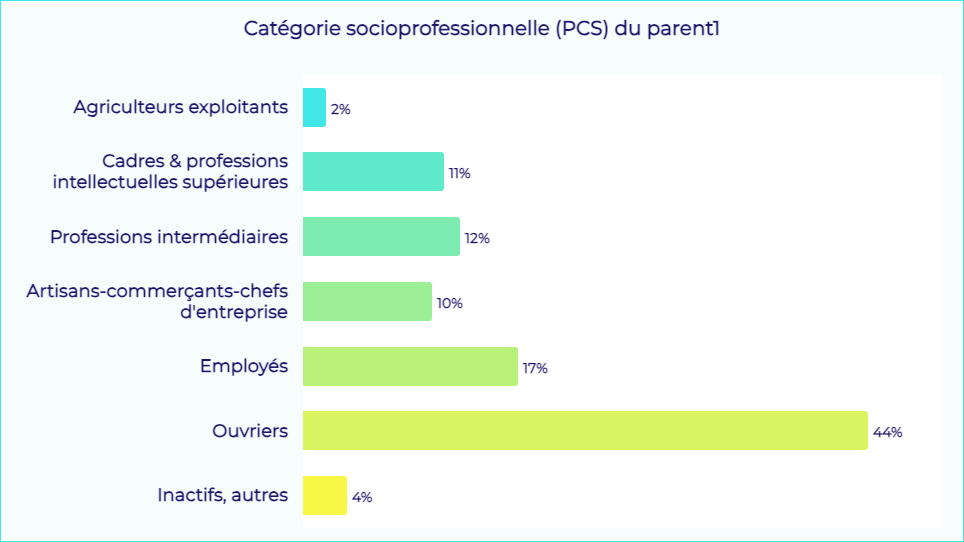 Catégorie socioprofessionnelle (PCS) du parent1
Agriculteurs exploitants
2%
Cadres & professions
intellectuelles supérieures
11%
Professions intermédiaires
12%
Artisans-commerçants-chefs
d'entreprise
10%
Employés
17%
Ouvriers
44%
Inactifs, autres
4%